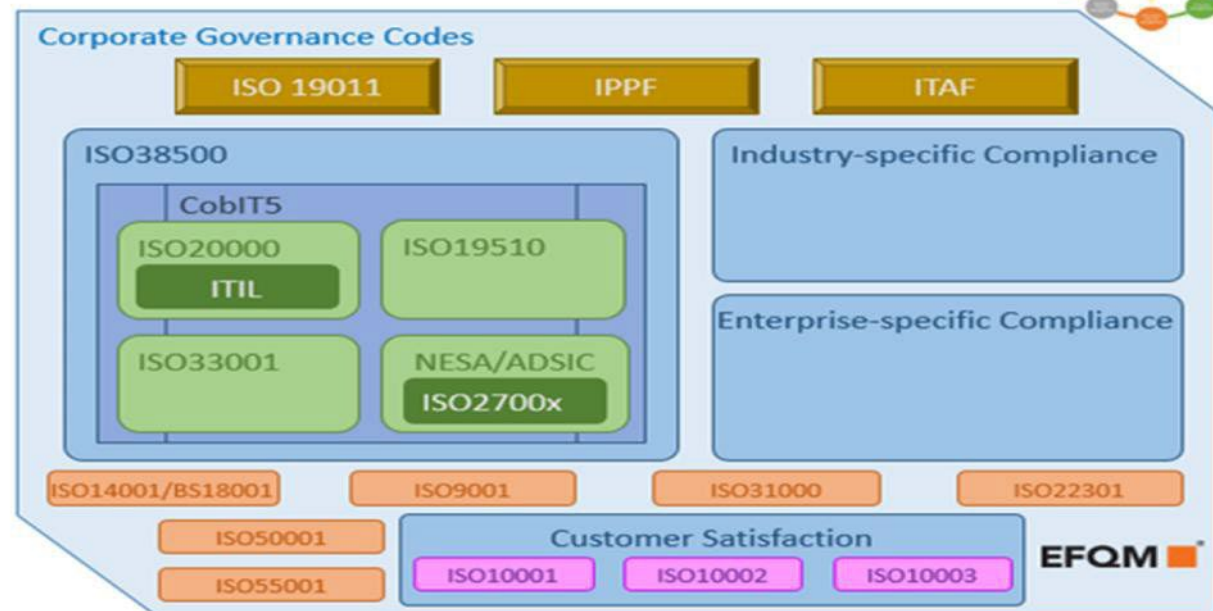 Corporate Governance Codes
ISO 19011
IPPF
ITAF
ISO38500
CobIT5
ISO20000
ITIL
ISO19510
ISO33001
NESA/ADSIC
ISO2700x
Industry-specific Compliance
Enterprise-specific Compliance
ISO14001/BS18001
ISO9001
ISO31000
ISO22301
ISO50001
ISO55001
Customer Satisfaction
ISO10001
ISO10002
ISO10003
EFQM